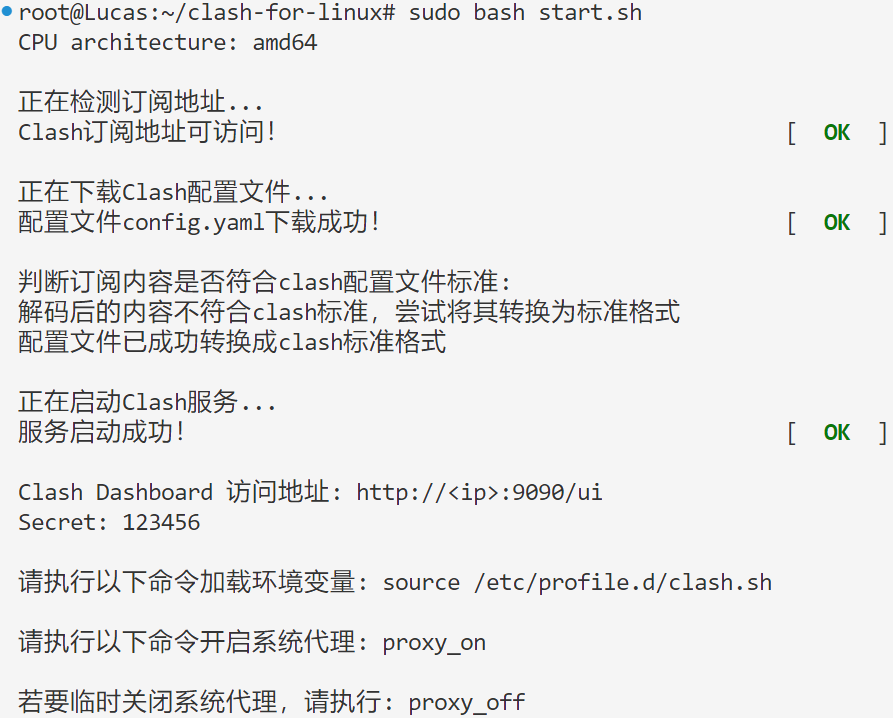 root@Lucas:~/clash-for-linux# sudo bash start.sh
CPU architecture: amd64
正在检测订阅地址...
Clash订阅地址可访问! [ OK ]
正在下载Clash配置文件...
配置文件config.yaml下载成功! [ OK ]
判断订阅内容是否符合clash配置文件标准:
解码后的内容不符合clash标准，尝试将其转换为标准格式
配置文件已成功转换成clash标准格式
正在启动Clash服务...
服务启动成功! [ OK ]
Clash Dashboard 访问地址: http://<ip>:9090/ui
Secret: 123456
请执行以下命令加载环境变量: source /etc/profile.d/clash.sh
请执行以下命令开启系统代理: proxy_on
若要临时关闭系统代理，请执行: proxy_off